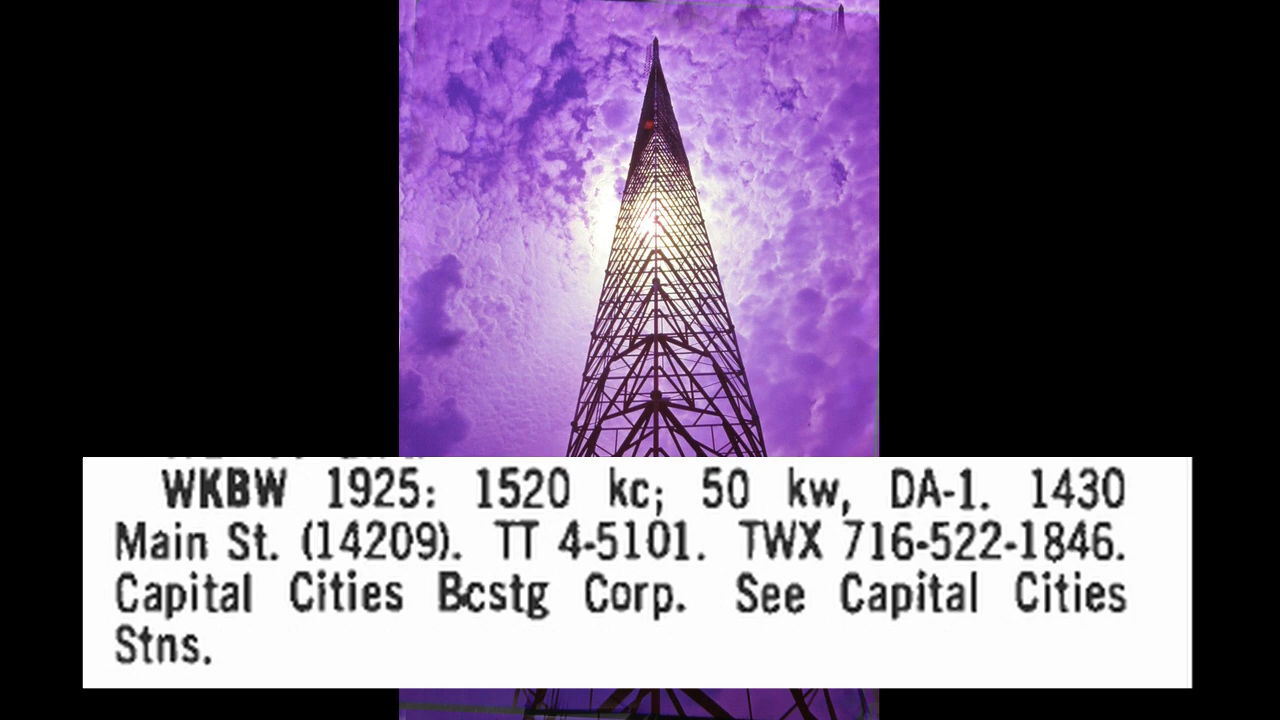 WKBW 1925: 1520 kc; 50 kw, DA-1. 1430
Main St. (14209). TT 4-5101. TWX 716-522-1846.
Capital Cities Bcstg Corp. See Capital Cities
Stns.